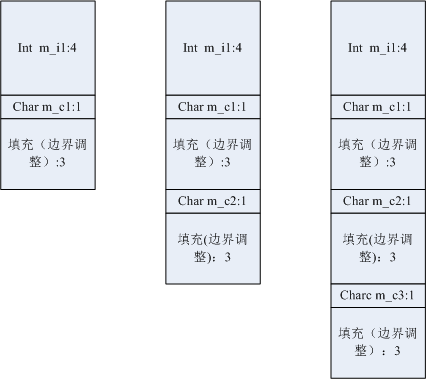 Int m_i1:4
Char m_c1:1
填充（边界调
整）:3
Int m_i1:4
Char m_c1:1
填充（边界调
整）:3
Char m_c2:1
填充(边界调
整)：3
Int m_i1:4
Char m_c1:1
填充（边界调
整）:3
Char m_c2:1
填充(边界调
整)：3
Charc m_c3:1
填充（边界调
整）：3